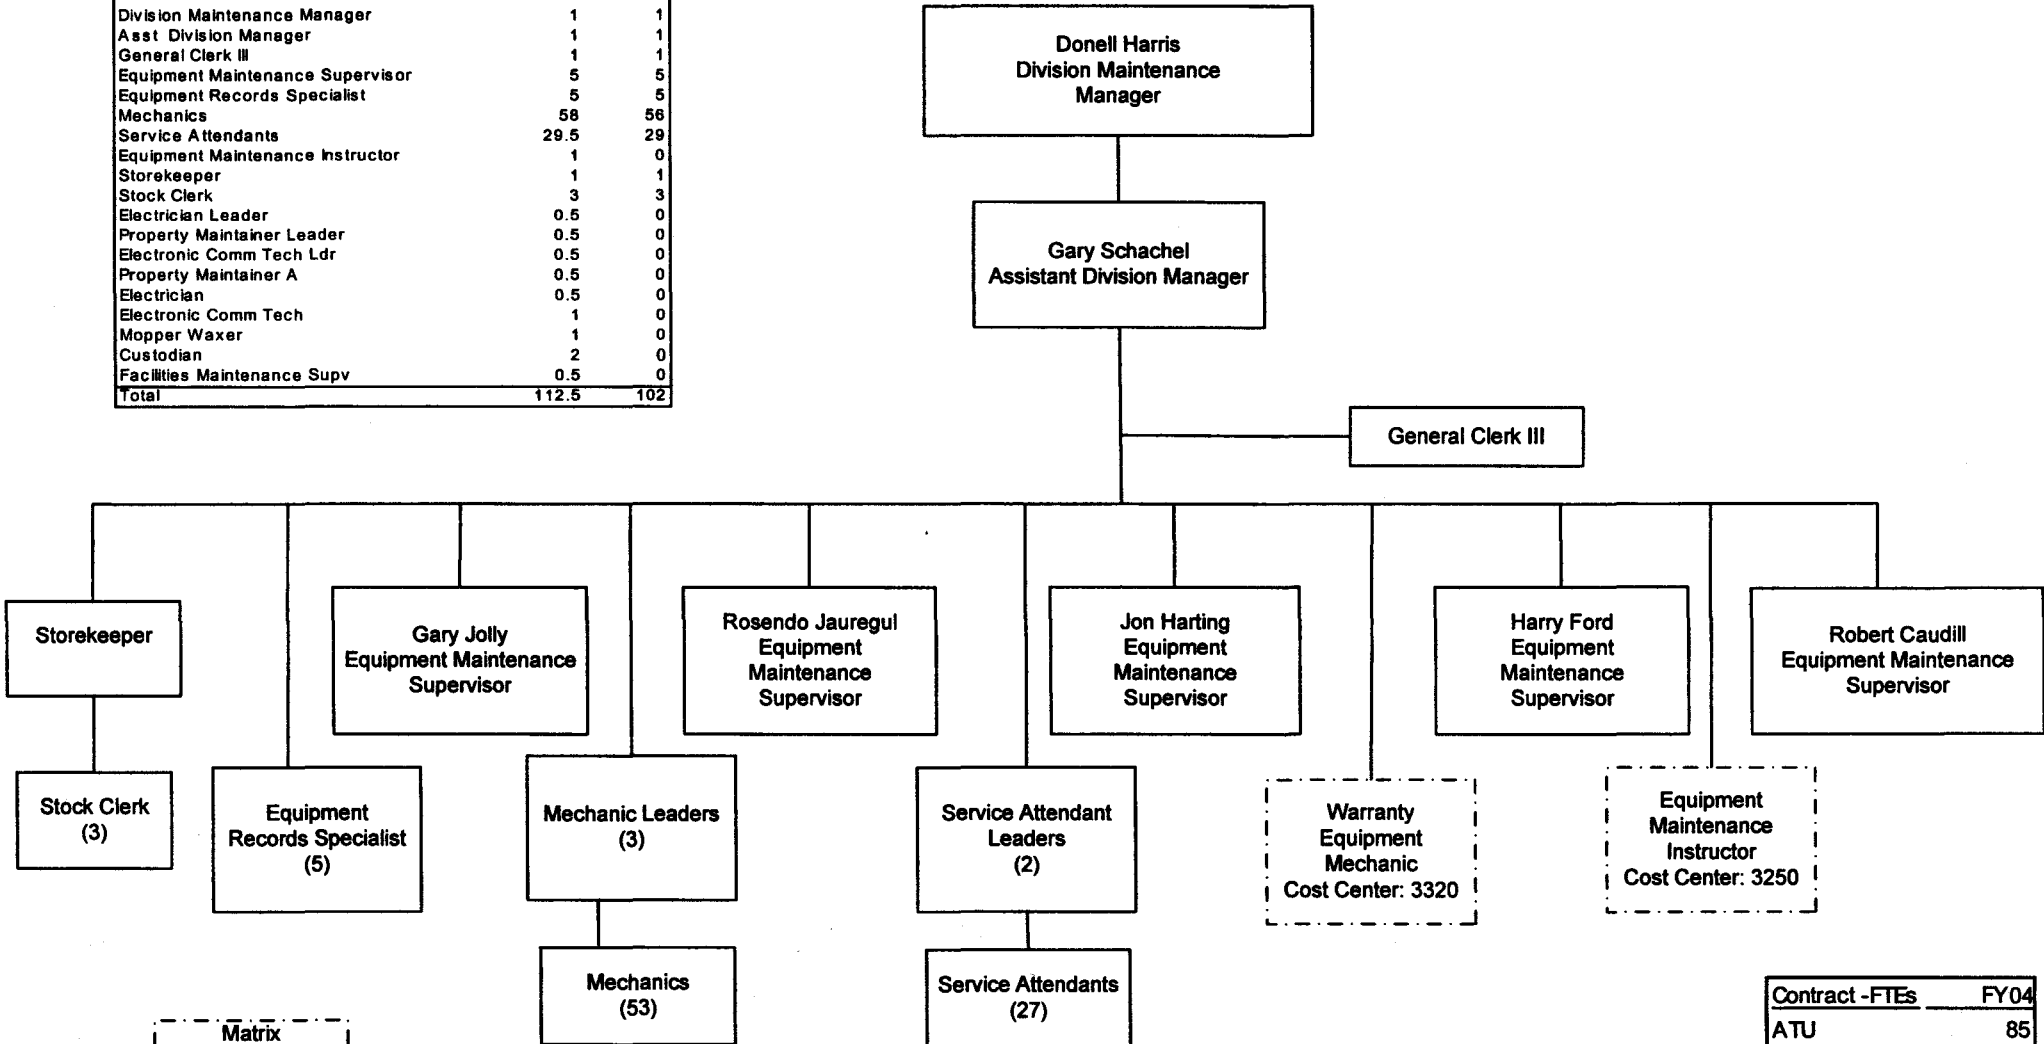 Division Maintenance Manager 1 1
Asst Division Manager 1 1
General Clerk III 1 1
Equipment Maintenance Supervisor 5 5
Equipment Records Specialist 5 5
Mechanics 58 56
Service Attendants 29.5 29
Equipment Maintenance Instructor 1 0
Storekeeper 1 1
Stock Clerk 3 3
Electrician Leader 0.5 0
Property Maintainer Leader 0.5 0
Electronic Comm Tech Ldr 0.5 0
Property Maintainer A 0.5 0
Electrician 0.5 0
Electronic Comm Tech 1 0
Mopper Waxer 1 0
Custodian 2 0
Facilities Maintenance Supv 0.5 0
Total 112.5 102
Donell Harris
Division Maintenance
Manager
Gary Schachel
Assistant Division Manager
General Clerk III
Storekeeper
Gary Jolly
Equipment Maintenance
Supervisor
Rosendo Jauregul
Equipment
Maintenance
Supervisor
Jon Harting
Equipment
Maintenance
Supervisor
Harry Ford
Equipment
Maintenance
Supervisor
Robert Caudill
Equipment Maintenance
Supervisor
Stock Clerk
(3)
Equipment
Records Specialist
(5)
Mechanic Leaders
(3)
Service Attendant
Leaders
(2)
Warranty
Equipment
Mechanic
Cost Center: 3320
Equipment
Maintenance
Instructor
Cost Center: 3250
Mechanics
(53)
Service Attendants
(27)
Matrix
Contract -FTEs FY04
ATU 85